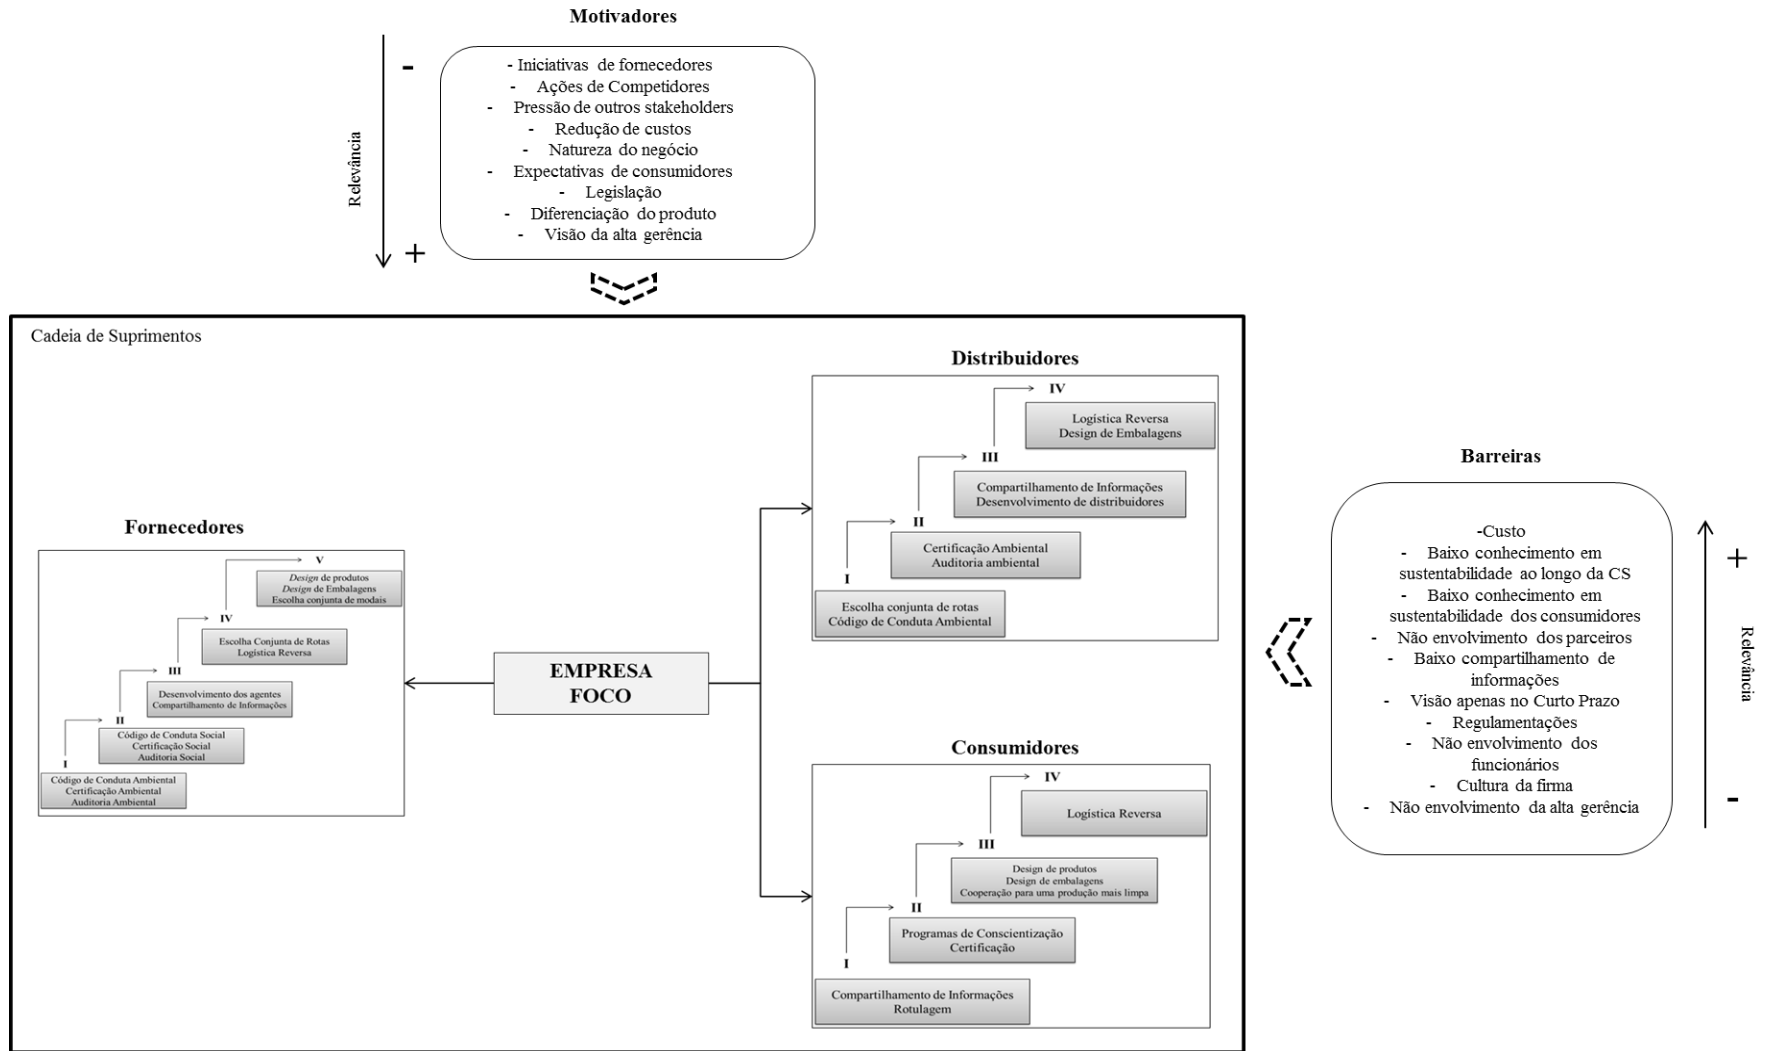 Motivadores
-
- Iniciativas de fornecedores
- Ações de Competidores
- Pressão de outros stakeholders
- Redução de custos
- Natureza do negócio
- Expectativas de consumidores
- Legislação
- Diferenciação do produto
- Visão da alta gerência
Relevância
+
Cadeia de Suprimentos
Fornecedores
V
Design de produtos
Design de Embalagens
Escolha conjunta de modais
IV
Escolha Conjunta de Rotas
Logística Reversa
III
Desenvolvimento dos agentes
Compartilhamento de Informações
II
Código de Conduta Social
Certificação Social
Auditoria Social
I
Código de Conduta Ambiental
Certificação Ambiental
Auditoria Ambiental
EMPRESA
FOCO
Distribuidores
IV
Logística Reversa
Design de Embalagens
III
Compartilhamento de Informações
Desenvolvimento de distribuidores
II
Certificação Ambiental
Auditoria ambiental
I
Escolha conjunta de rotas
Código de Conduta Ambiental
Consumidores
IV
Logística Reversa
III
Design de produtos
Design de embalagens
Cooperação para uma produção mais limpa
II
Programas de Conscientização
Certificação
I
Compartilhamento de Informações
Rotulagem
Barreiras
-Custo
- Baixo conhecimento em
sustentabilidade ao longo da CS
- Baixo conhecimento em
sustentabilidade dos consumidores
- Não envolvimento dos parceiros
- Baixo compartilhamento de
informações
- Visão apenas no Curto Prazo
- Regulamentações
- Não envolvimento dos
funcionários
- Cultura da firma
- Não envolvimento da alta gerência
+
Relevância
-